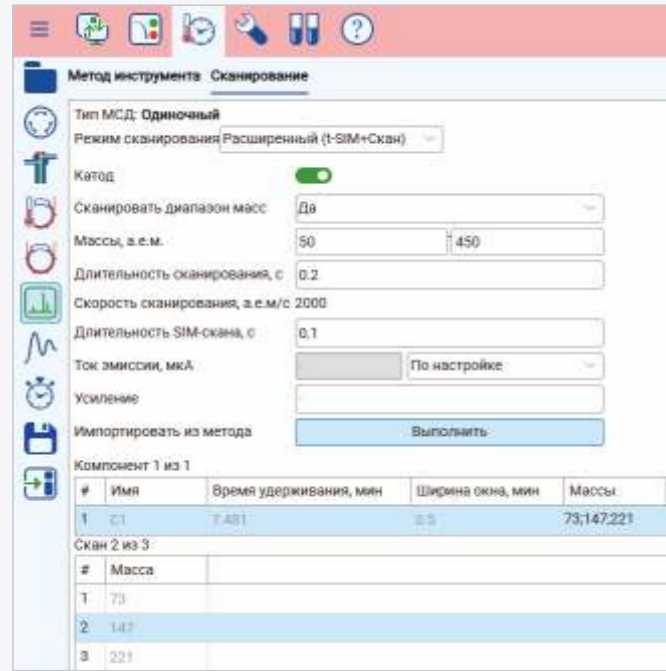 Метод инструмента Сканирование
Тип МСД: Одиночный
Режим сканирования Расширенный (t-SIM+Скан)
Катод
Сканировать диапазон масс Да
Массы, а.е.м. 50 - 450
Длительность сканирования, с 0.2
Скорость сканирования, а.е.м/с 2000
Длительность SIM-скана, с 0.1
Ток эмиссии, мкА По настройке
Усиление -
Импортировать из метода Выполнить
Компонент 1 из 1
# Имя Время удерживания, мин Ширина окна, мин Массы
1 C1 7.481 0.5 73;147;221
Скан 2 из 3
# Масса
1 73
2 147
3 221